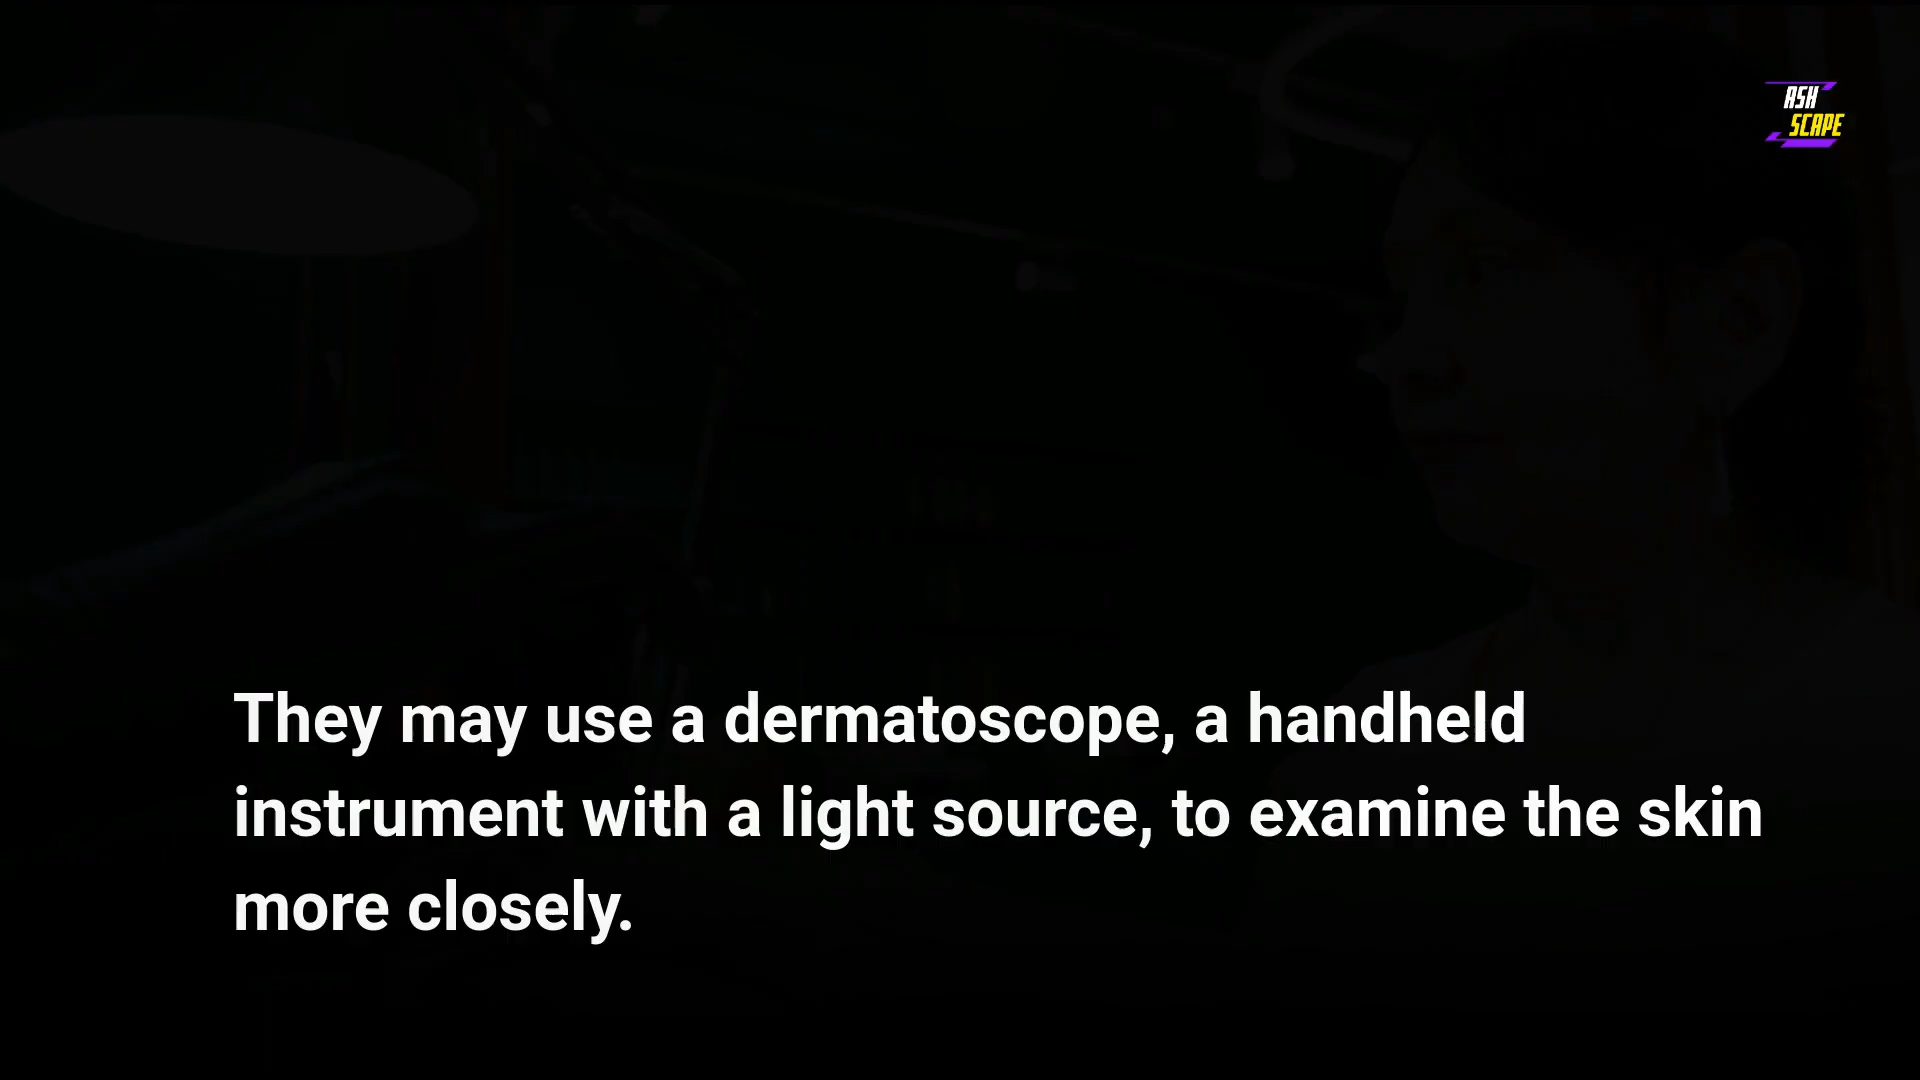 ASH
SCAPE
They may use a dermatoscope, a handheld
instrument with a light source, to examine the skin
more closely.